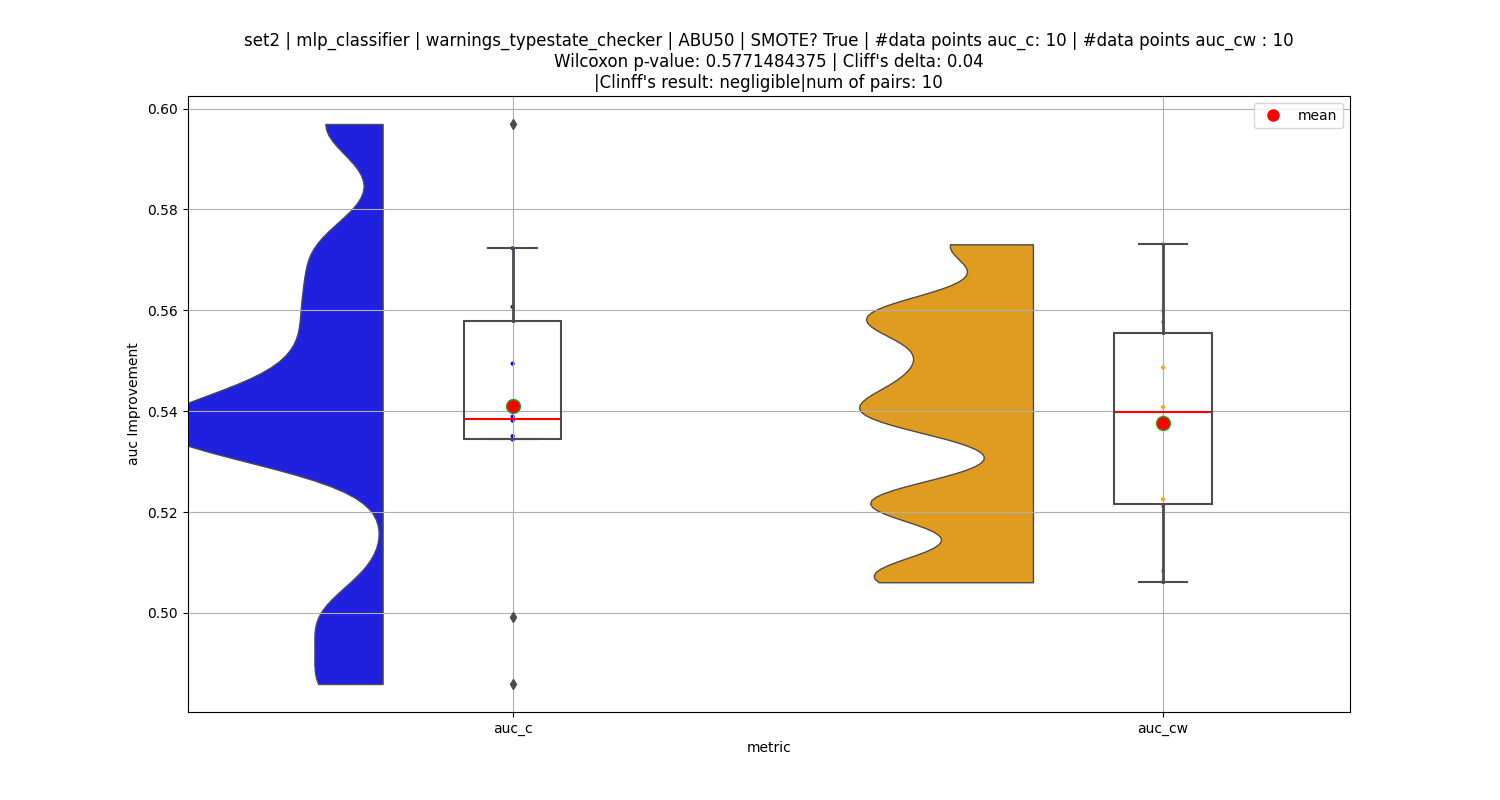 set2 | mlp_classifier | warnings_typestate_checker | ABU50 | SMOTE? True | #data points auc_c: 10 | #data points auc_cw : 10
Wilcoxon p-value: 0.5771484375 | Cliff's delta: 0.04
|Clinff's result: negligible|num of pairs: 10
mean
0.60
0.58
0.56
0.54
0.52
0.50
auc Improvement
auc_c
auc_cw
metric